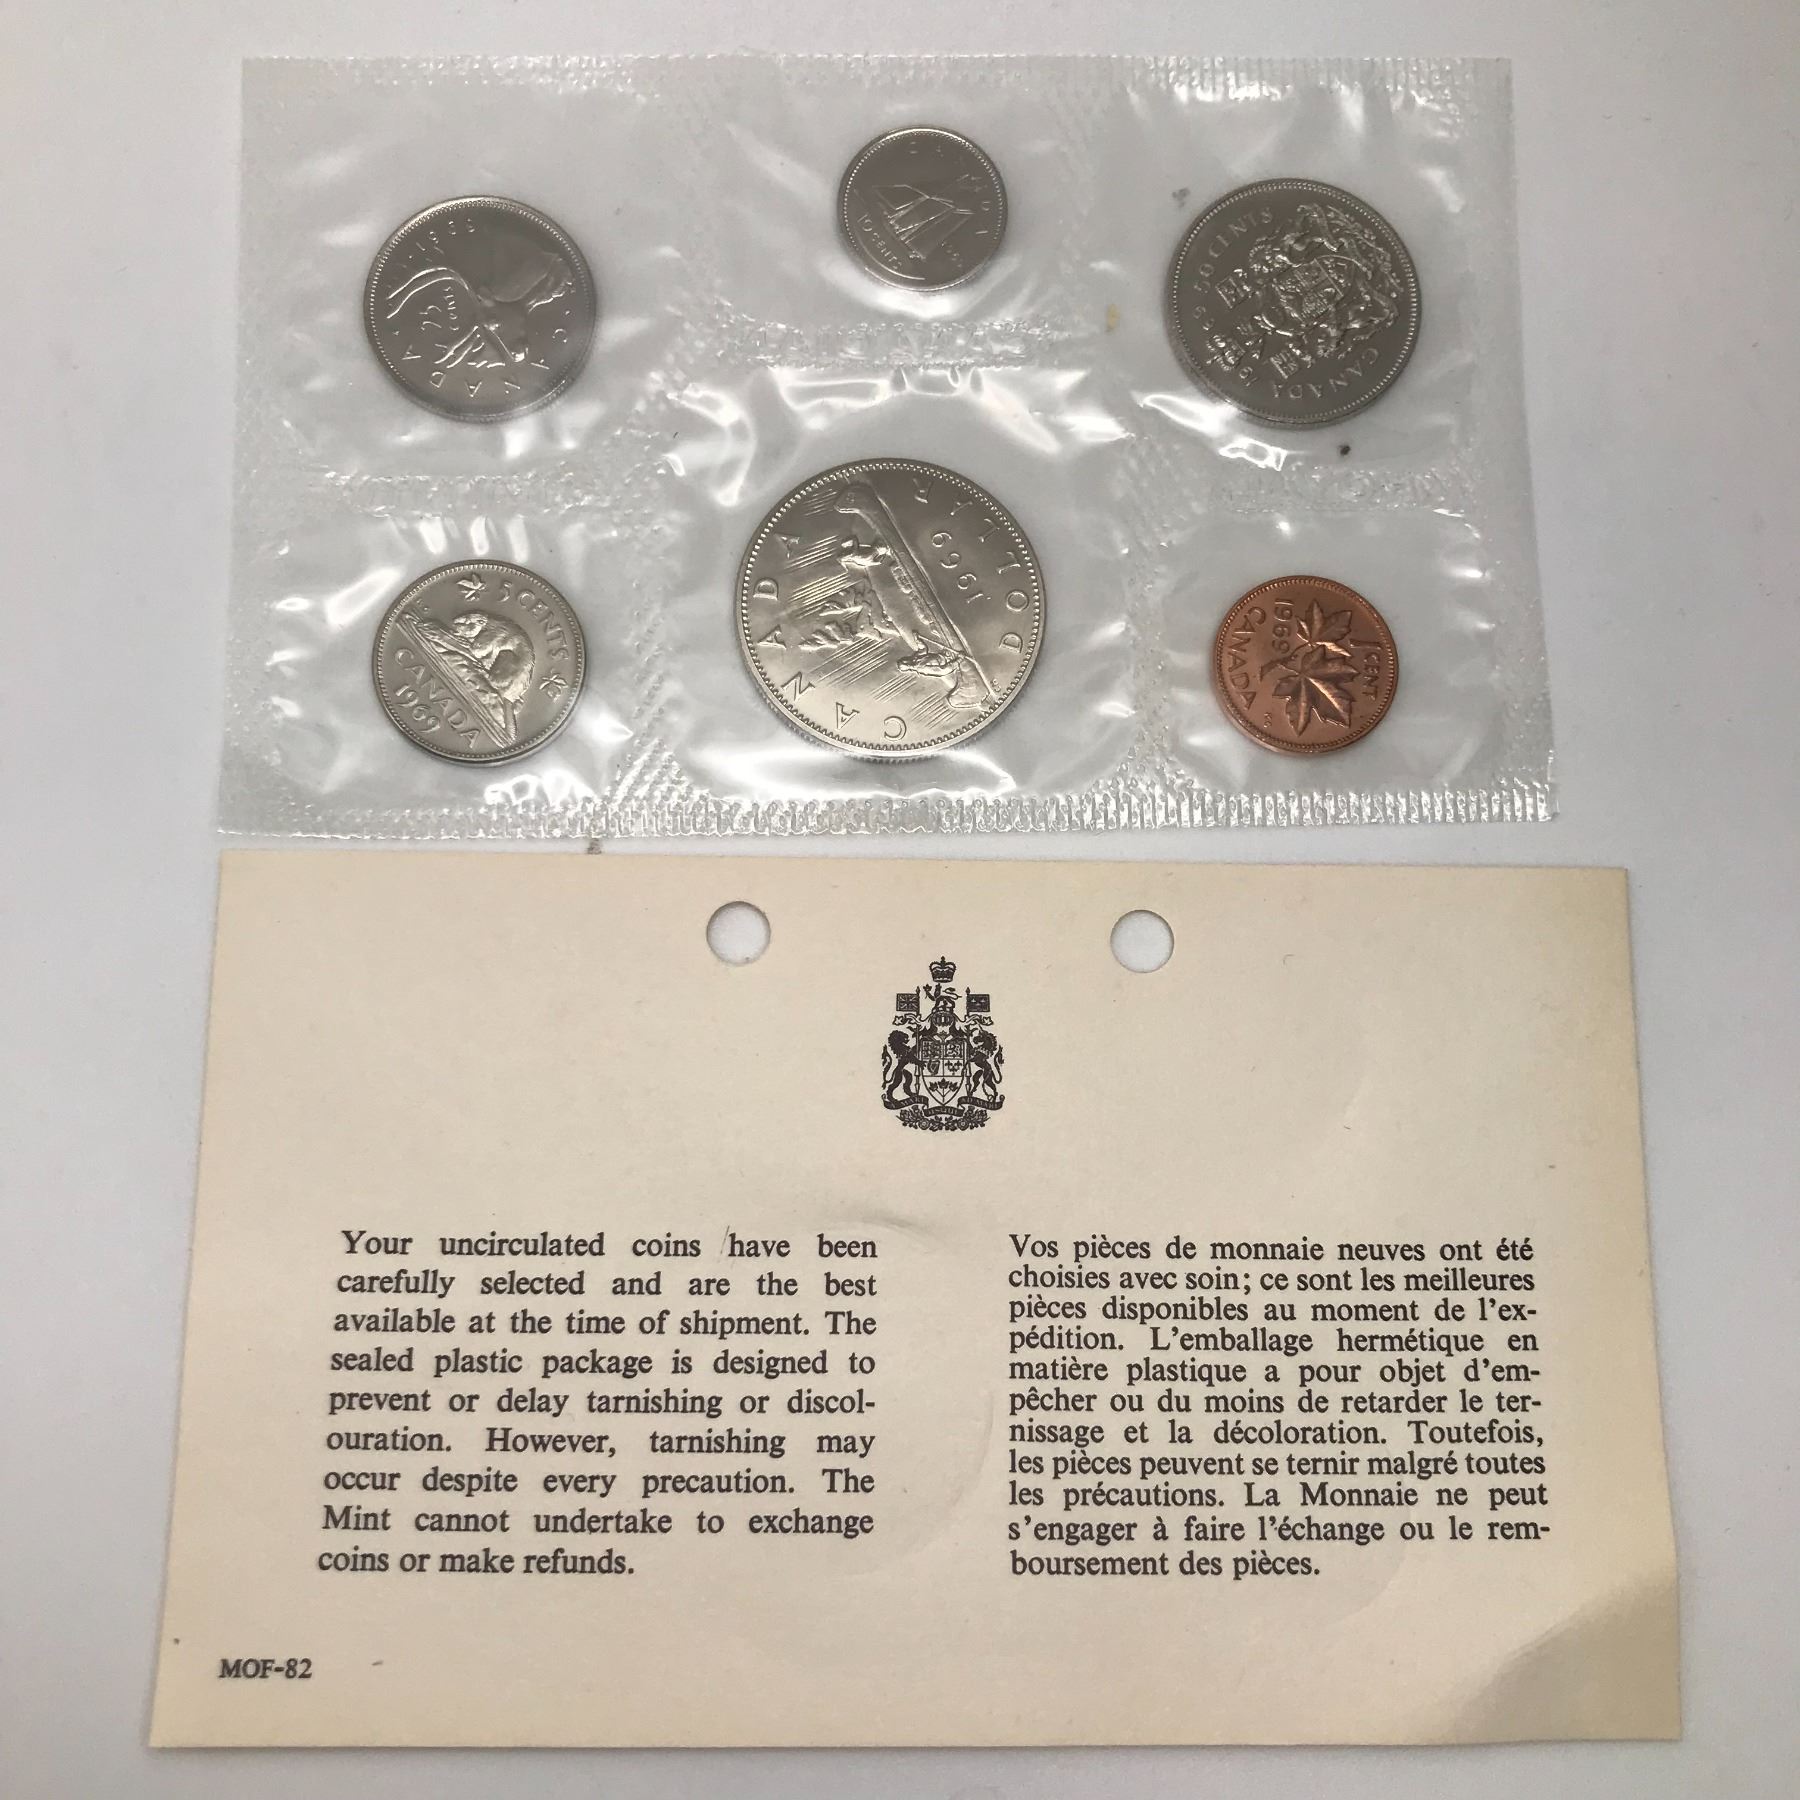 1969
25
CENTS
CANADA
CANADA
10 CENTS
50 CENTS
1969
CANADA
5 CENTS
CANADA
1969
CANADA
1969
DOLLAR
1 CENT
1969
CANADA
Your uncirculated coins have been
carefully selected and are the best
available at the time of shipment. The
sealed plastic package is designed to
prevent or delay tarnishing or discol-
ouration. However, tarnishing may
occur despite every precaution. The
Mint cannot undertake to exchange
coins or make refunds.
Vos pièces de monnaie neuves ont été
choisies avec soin; ce sont les meilleures
pièces disponibles au moment de l'ex-
pédition. L'emballage hermétique en
matière plastique a pour objet d'em-
pêcher ou du moins de retarder le ter-
nissage et la décoloration. Toutefois,
les pièces peuvent se ternir malgré toutes
les précautions. La Monnaie ne peut
s'engager à faire l'échange ou le rem-
boursement des pièces.
MOF-82